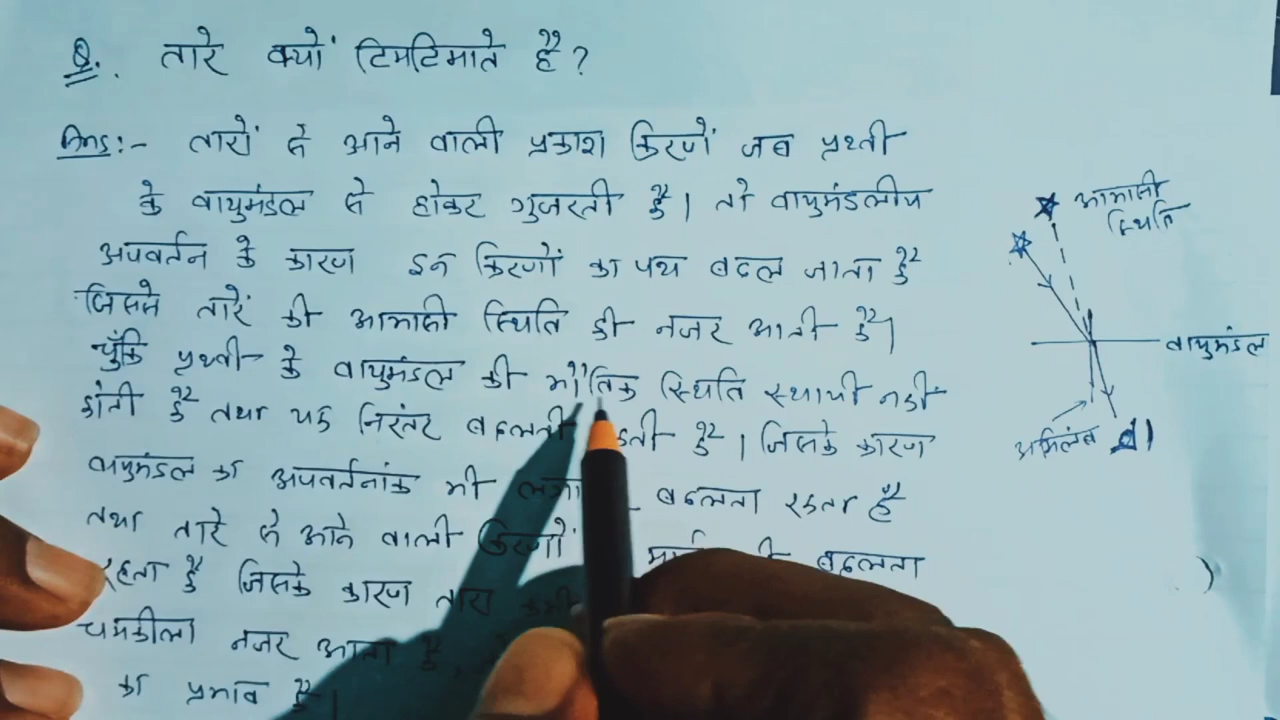 Q. तारे क्यों टिमटिमाते हैं?
Ans:- तारों से आने वाली प्रकाश किरणें जब पृथ्वी
के वायुमंडल से होकर गुजरती है। तो वायुमंडलीय
अपवर्तन के कारण इन किरणों का पथ बदल जाता है
जिससे तारें की आभासी स्थिति ही नजर आती है।
चुँकि पृथ्वी के वायुमंडल की भौतिक स्थिति स्थायी नही
होती है तथा यह निरंतर बदलती है। जिसके कारण
वायुमंडल का अपवर्तनांक भी बदलता रहता है
तथा तारे से आने वाली किरणों बदलता
रहता है जिसके कारण तारा
चमकीला नजर आता है
का प्रभाव है।
आभासी
स्थिति
वायुमंडल
अभिलंब